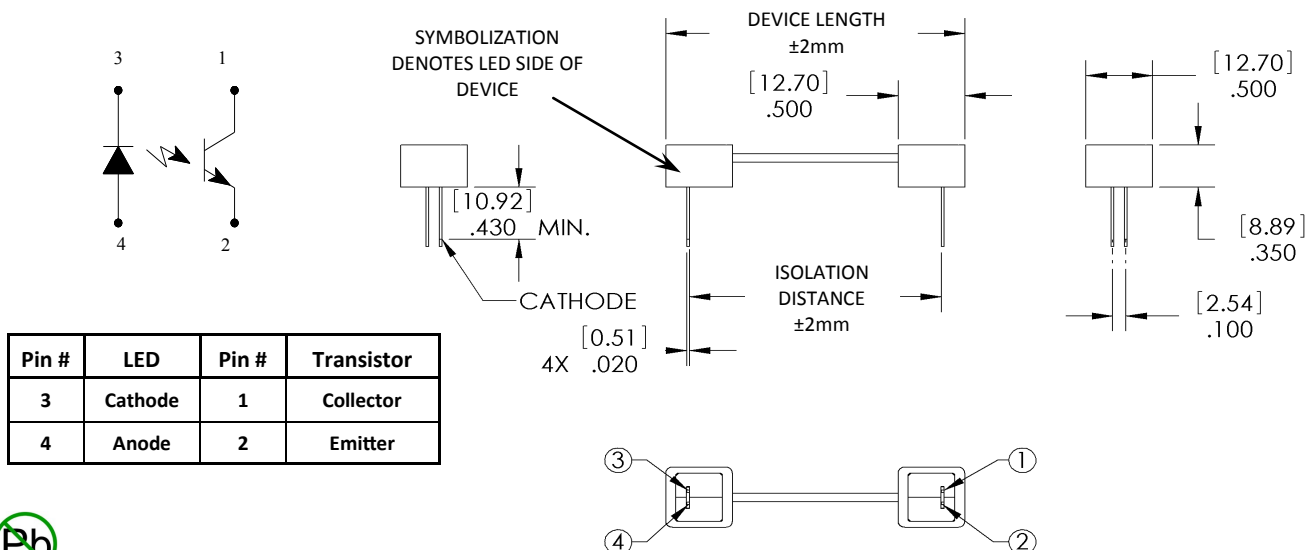 3
1
4
2
SYMBOLIZATION
DENOTES LED SIDE OF
DEVICE
DEVICE LENGTH
±2mm
[12.70]
.500
[12.70]
.500
[10.92]
.430 MIN.
CATHODE
[0.51]
4X .020
ISOLATION
DISTANCE
±2mm
[8.89]
.350
[2.54]
.100
Pin # LED Pin # Transistor
3 Cathode 1 Collector
4 Anode 2 Emitter
3
1
4
2
Pb